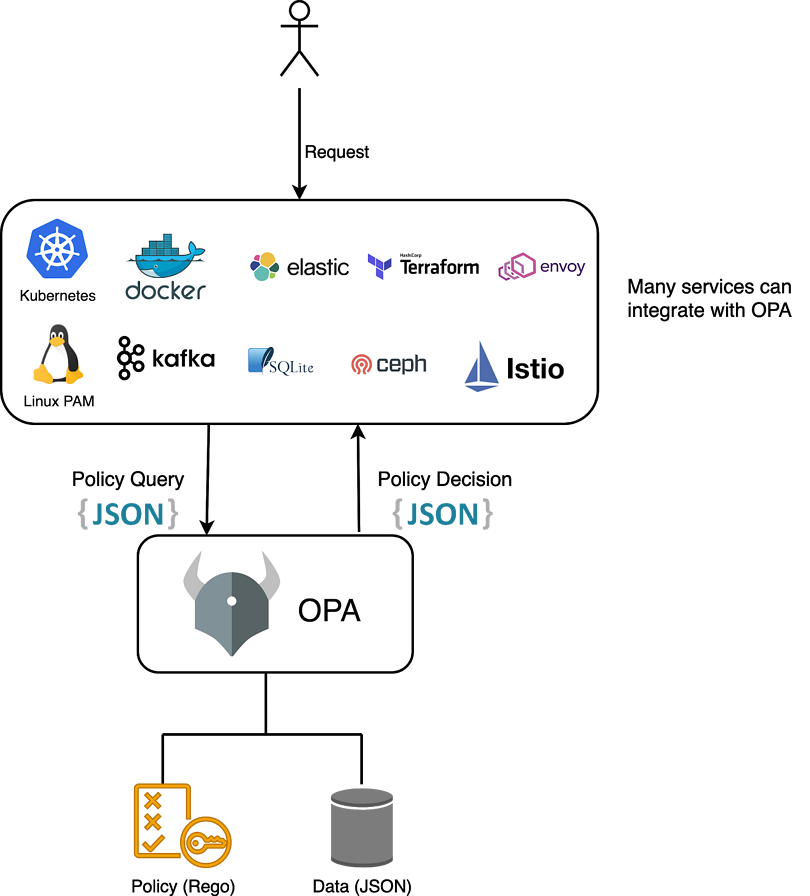 Request
Kubernetes
docker
elastic
HashiCorp
Terraform
envoy
Many services can
integrate with OPA
Linux PAM
kafka
SQLite
ceph
Istio
Policy Query
{JSON}
Policy Decision
{JSON}
OPA
Policy (Rego)
Data (JSON)